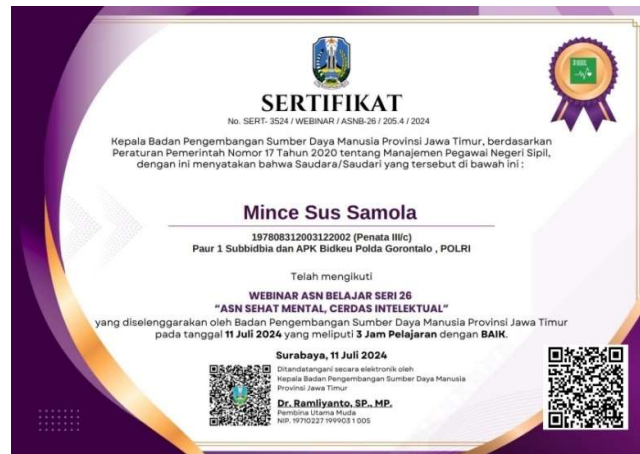 SERTIFIKAT
No. SERT- 3524 / WEBINAR / ASNB-26 / 205.4 / 2024
Kepala Badan Pengembangan Sumber Daya Manusia Provinsi Jawa Timur, berdasarkan
Peraturan Pemerintah Nomor 17 Tahun 2020 tentang Manajemen Pegawai Negeri Sipil,
dengan ini menyatakan bahwa Saudara/Saudari yang tersebut di bawah ini :
Mince Sus Samola
197808312003122002 (Penata III/c)
Paur 1 Subbidbia dan APK Bidkeu Polda Gorontalo , POLRI
Telah mengikuti
WEBINAR ASN BELAJAR SERI 26
"ASN SEHAT MENTAL, CERDAS INTELEKTUAL"
yang diselenggarakan oleh Badan Pengembangan Sumber Daya Manusia Provinsi Jawa Timur
pada tanggal 11 Juli 2024 yang meliputi 3 Jam Pelajaran dengan BAIK.
Surabaya, 11 Juli 2024
Ditandatangani secara elektronik oleh
Kepala Badan Pengembangan Sumber Daya Manusia
Provinsi Jawa Timur
Dr. Ramliyanto, SP., MP.
Pembina Utama Muda
NIP. 19710227 199903 1 005